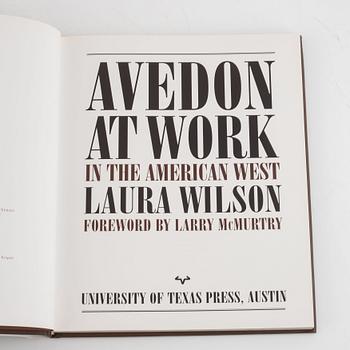 AVEDON
AT WORK
IN THE AMERICAN WEST
LAURA WILSON
FOREWORD BY LARRY McMURTRY
UNIVERSITY OF TEXAS PRESS, AUSTIN